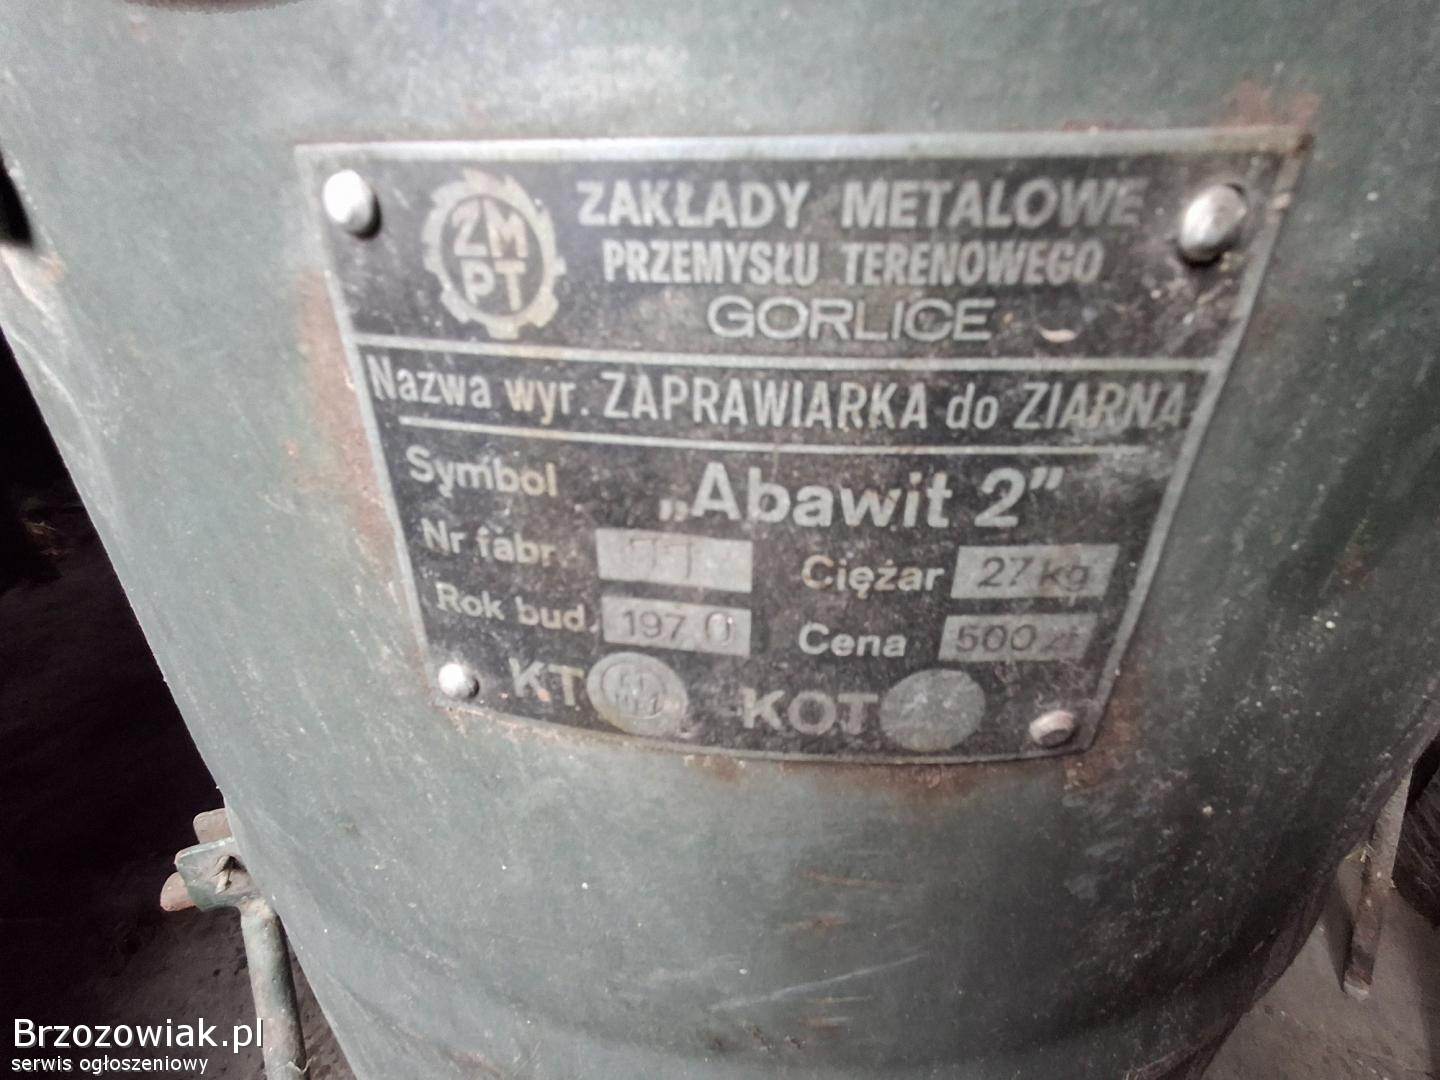 ZMPT
ZAKŁADY METALOWE
PRZEMYSŁU TERENOWEGO
GORLICE
Nazwa wyr. ZAPRAWIARKA do ZIARNA
Symbol „Abawit 2”
Nr fabr. Ciężar 27 kg
Rok bud. 1970 Cena 500 zł
KT KOT
Brzozowiak.pl
serwis ogłoszeniowy